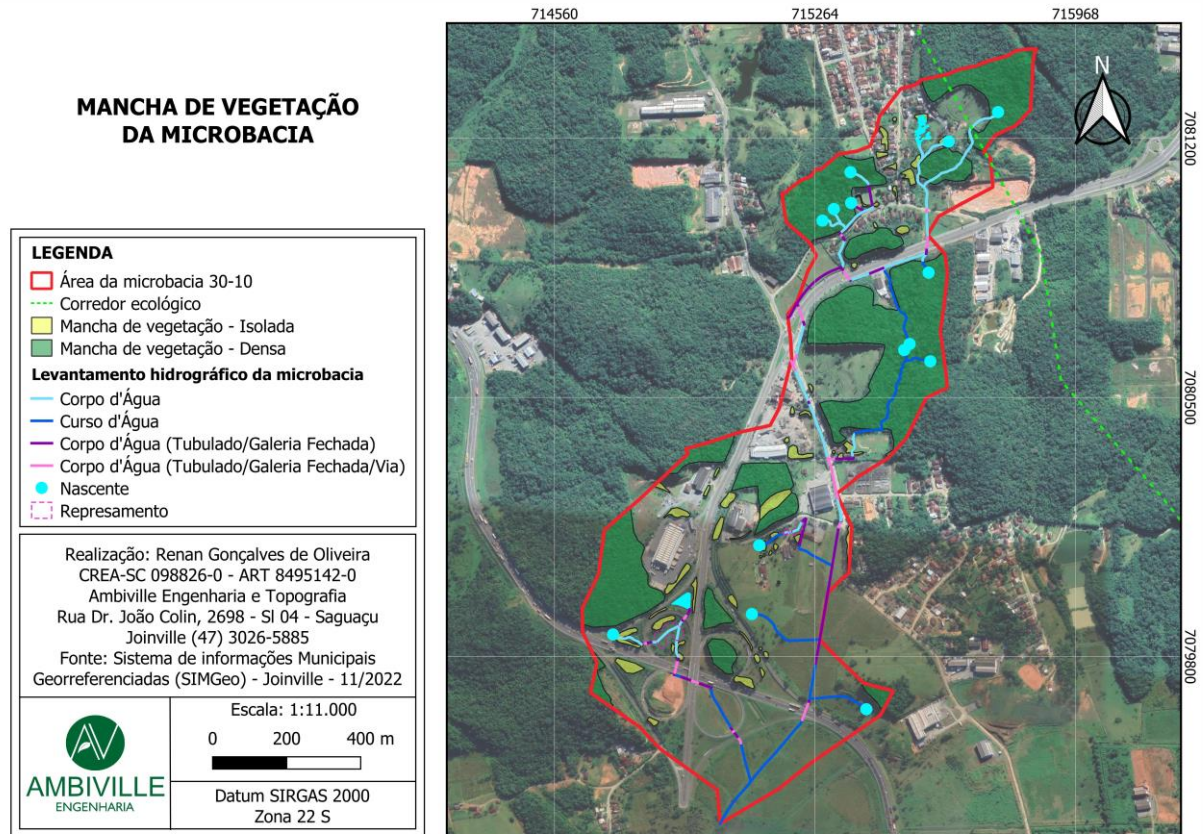 714560
715264
715968
MANCHA DE VEGETAÇÃO
DA MICROBACIA
N
7081200
7080500
7079800
LEGENDA
Área da microbacia 30-10
Corredor ecológico
Mancha de vegetação - Isolada
Mancha de vegetação - Densa
Levantamento hidrográfico da microbacia
Corpo d'Água
Curso d'Água
Corpo d'Água (Tubulado/Galeria Fechada)
Corpo d'Água (Tubulado/Galeria Fechada/Via)
Nascente
Represamento
Realização: Renan Gonçalves de Oliveira
CREA-SC 098826-0 - ART 8495142-0
Ambiville Engenharia e Topografia
Rua Dr. João Colin, 2698 - Sl 04 - Saguaçu
Joinville (47) 3026-5885
Fonte: Sistema de informações Municipais
Georreferenciadas (SIMGeo) - Joinville - 11/2022
AMBIVILLE
ENGENHARIA
Escala: 1:11.000
0 200 400 m
Datum SIRGAS 2000
Zona 22 S